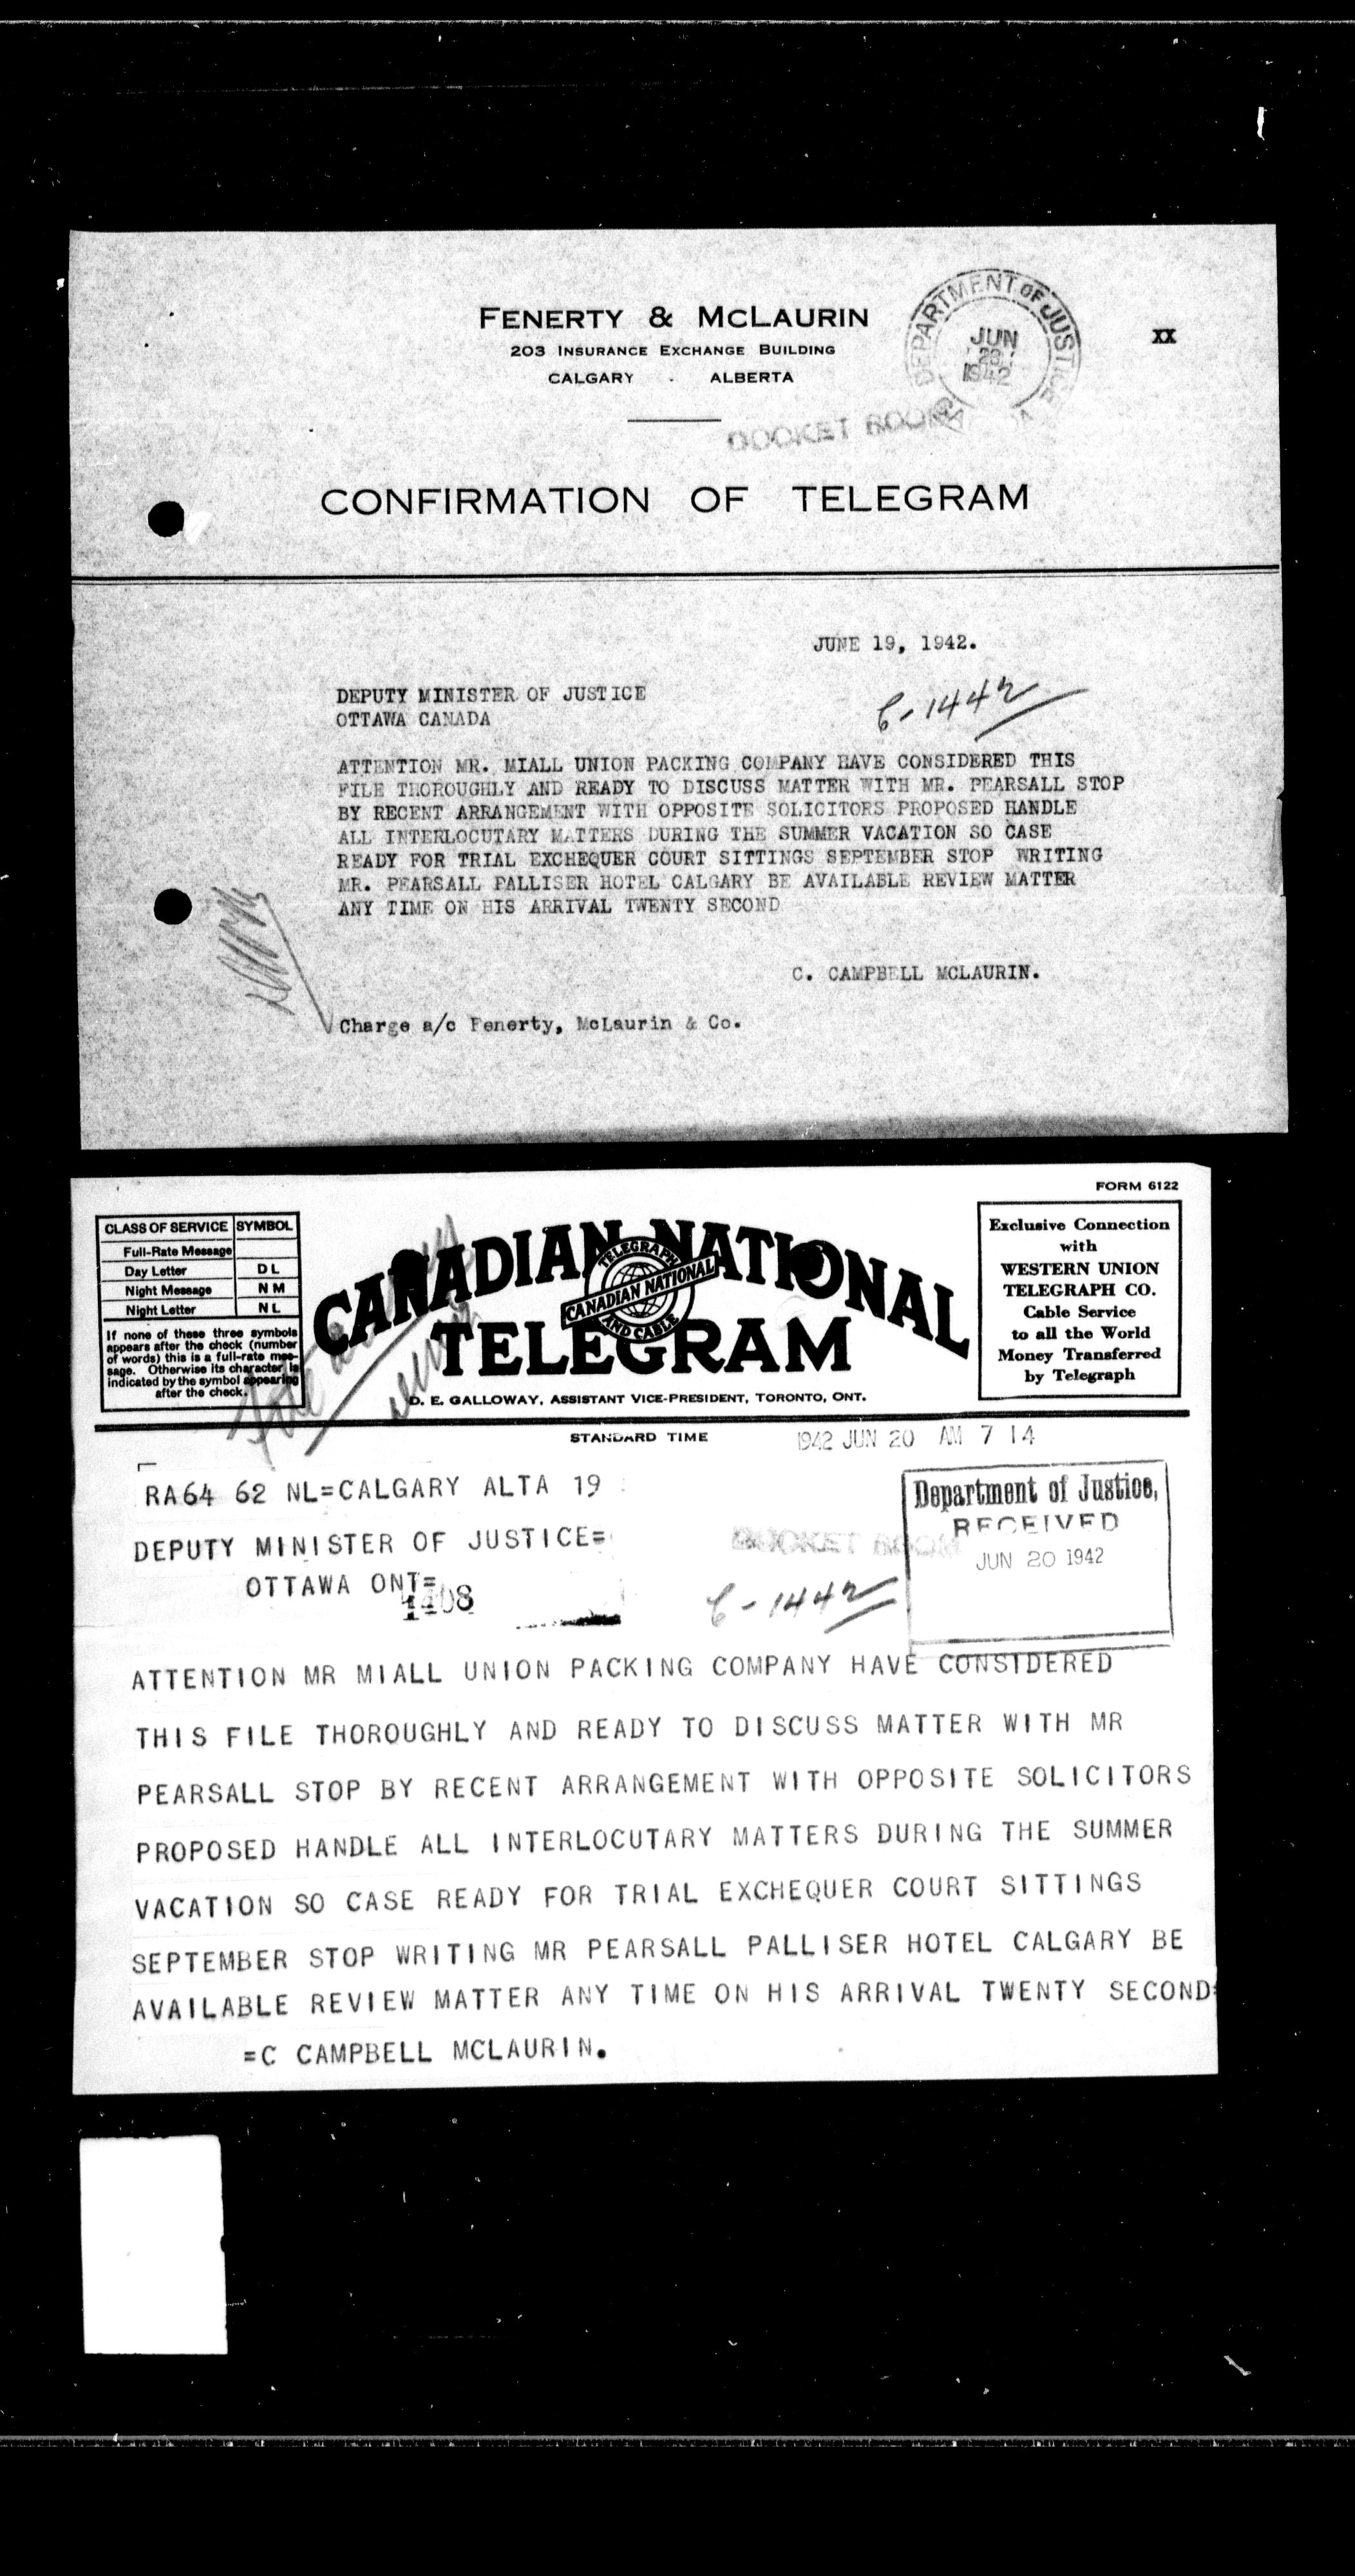 FENERTY & MCLAURIN
203 INSURANCE EXCHANGE BUILDING
CALGARY - ALBERTA
DEPARTMENT OF JUSTICE
JUN
23
1942
XX
DOCKET ROOM
CONFIRMATION OF TELEGRAM
JUNE 19, 1942.
DEPUTY MINISTER OF JUSTICE
OTTAWA CANADA
6-1442
ATTENTION MR. MIALL UNION PACKING COMPANY HAVE CONSIDERED THIS
FILE THOROUGHLY AND READY TO DISCUSS MATTER WITH MR. PEARSALL STOP
BY RECENT ARRANGEMENT WITH OPPOSITE SOLICITORS PROPOSED HANDLE
ALL INTERLOCUTARY MATTERS DURING THE SUMMER VACATION SO CASE
READY FOR TRIAL EXCHEQUER COURT SITTINGS SEPTEMBER STOP WRITING
MR. PEARSALL PALLISER HOTEL CALGARY BE AVAILABLE REVIEW MATTER
ANY TIME ON HIS ARRIVAL TWENTY SECOND
C. CAMPBELL MCLAURIN.
Charge a/c Fenerty, McLaurin & Co.
FORM 6122
CLASS OF SERVICE SYMBOL
Full-Rate Message
Day Letter D L
Night Message N M
Night Letter N L
If none of these three symbols
appears after the check (number
of words) this is a full-rate mes-
sage. Otherwise its character is
indicated by the symbol appearing
after the check.
CANADIAN NATIONAL
TELEGRAPH
CANADIAN NATIONAL
AND CABLE
TELEGRAM
D. E. GALLOWAY, ASSISTANT VICE-PRESIDENT, TORONTO, ONT.
Exclusive Connection
with
WESTERN UNION
TELEGRAPH CO.
Cable Service
to all the World
Money Transferred
by Telegraph
STANDARD TIME
1942 JUN 20 AM 7 14
RA64 62 NL=CALGARY ALTA 19
DEPUTY MINISTER OF JUSTICE=
OTTAWA ONT=
1408
DOCKET ROOM
Department of Justice,
RECEIVED
JUN 20 1942
6-1442
ATTENTION MR MIALL UNION PACKING COMPANY HAVE CONSIDERED
THIS FILE THOROUGHLY AND READY TO DISCUSS MATTER WITH MR
PEARSALL STOP BY RECENT ARRANGEMENT WITH OPPOSITE SOLICITORS
PROPOSED HANDLE ALL INTERLOCUTARY MATTERS DURING THE SUMMER
VACATION SO CASE READY FOR TRIAL EXCHEQUER COURT SITTINGS
SEPTEMBER STOP WRITING MR PEARSALL PALLISER HOTEL CALGARY BE
AVAILABLE REVIEW MATTER ANY TIME ON HIS ARRIVAL TWENTY SECOND=
=C CAMPBELL MCLAURIN.